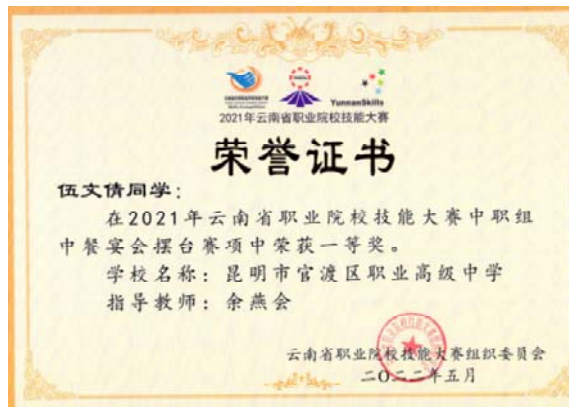 YunnanSkills
2021年云南省职业院校技能大赛
荣誉证书
伍文倩同学：
在2021年云南省职业院校技能大赛中职组
中餐宴会摆台赛项中荣获一等奖。
学校名称：昆明市官渡区职业高级中学
指导教师：余燕会
云南省职业院校技能大赛组织委员会
二〇二二年五月